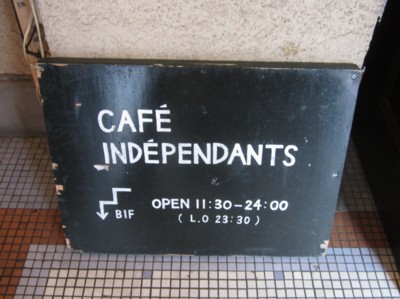 CAFÉ
INDÉPENDANTS
B1F
OPEN 11:30-24:00
( L.O 23:30 )